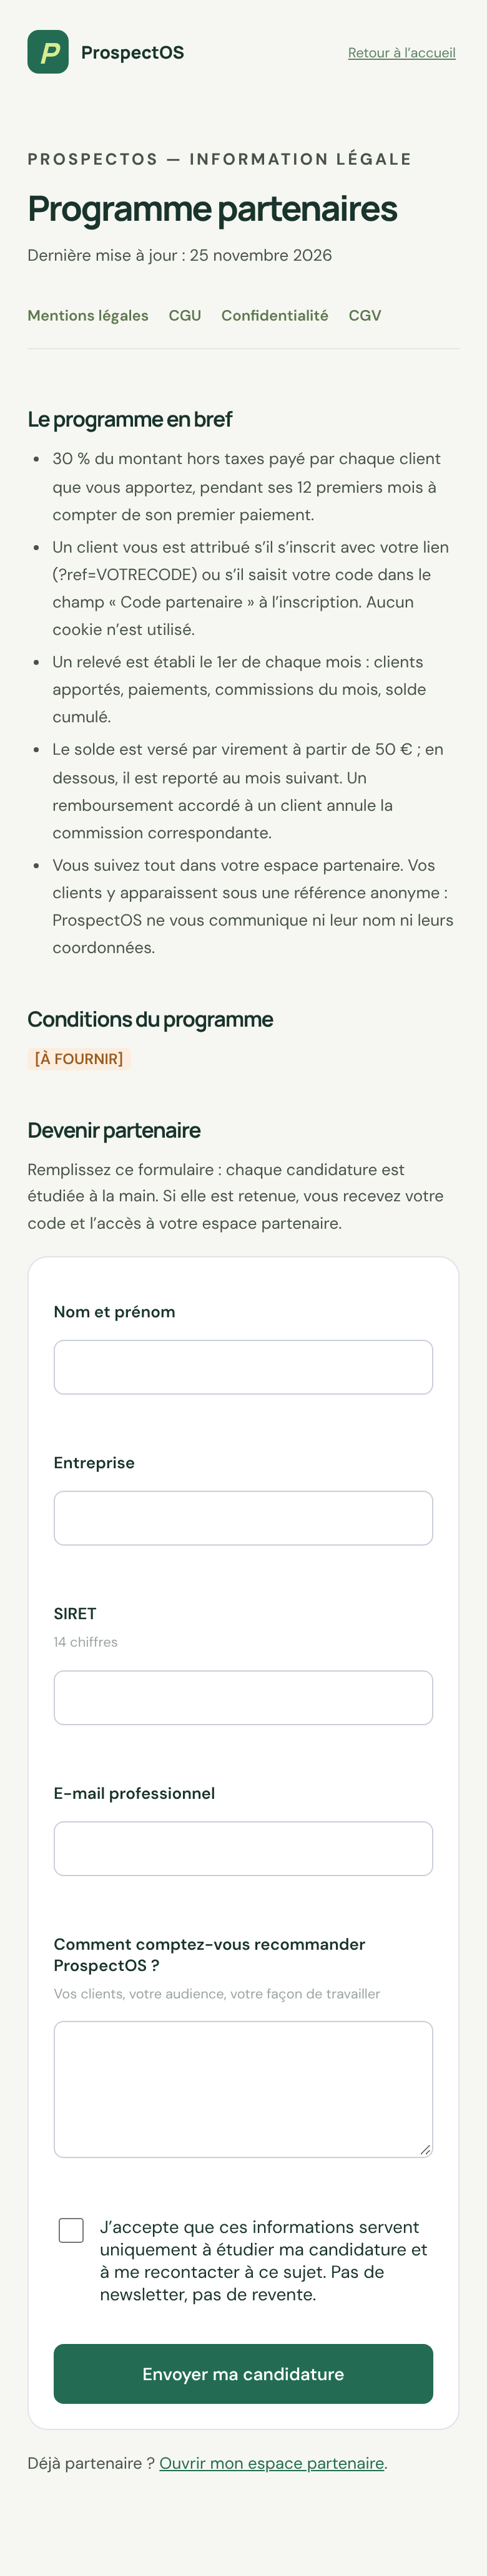 P ProspectOS
Retour à l’accueil
PROSPECTOS — INFORMATION LÉGALE
Programme partenaires
Dernière mise à jour : 25 novembre 2026
Mentions légales CGU Confidentialité CGV
Le programme en bref
• 30 % du montant hors taxes payé par chaque client
que vous apportez, pendant ses 12 premiers mois à
compter de son premier paiement.
• Un client vous est attribué s’il s’inscrit avec votre lien
(?ref=VOTRECODE) ou s’il saisit votre code dans le
champ « Code partenaire » à l’inscription. Aucun
cookie n’est utilisé.
• Un relevé est établi le 1er de chaque mois : clients
apportés, paiements, commissions du mois, solde
cumulé.
• Le solde est versé par virement à partir de 50 € ; en
dessous, il est reporté au mois suivant. Un
remboursement accordé à un client annule la
commission correspondante.
• Vous suivez tout dans votre espace partenaire. Vos
clients y apparaissent sous une référence anonyme :
ProspectOS ne vous communique ni leur nom ni leurs
coordonnées.
Conditions du programme
[À FOURNIR]
Devenir partenaire
Remplissez ce formulaire : chaque candidature est
étudiée à la main. Si elle est retenue, vous recevez votre
code et l’accès à votre espace partenaire.
Nom et prénom
Entreprise
SIRET
14 chiffres
E-mail professionnel
Comment comptez-vous recommander
ProspectOS ?
Vos clients, votre audience, votre façon de travailler
J’accepte que ces informations servent
uniquement à étudier ma candidature et
à me recontacter à ce sujet. Pas de
newsletter, pas de revente.
Envoyer ma candidature
Déjà partenaire ? Ouvrir mon espace partenaire.